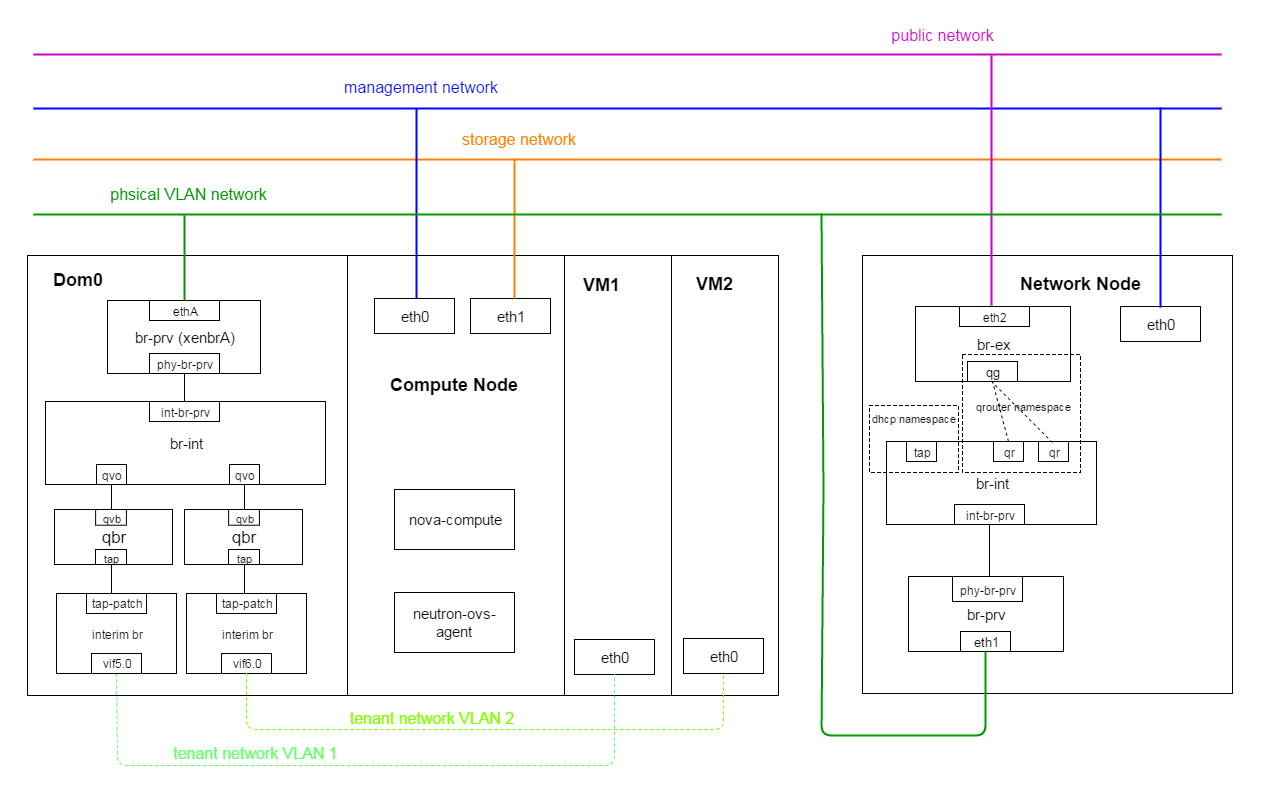 public network
management network
storage network
phsical VLAN network
Dom0
ethA
br-prv (xenbrA)
phy-br-prv
int-br-prv
br-int
qvo
qvo
qvb
qvb
qbr
qbr
tap
tap
tap-patch
tap-patch
interim br
interim br
vif5.0
vif6.0
eth0
eth1
Compute Node
nova-compute
neutron-ovs-
agent
VM1
eth0
VM2
eth0
tenant network VLAN 2
tenant network VLAN 1
Network Node
eth2
br-ex
qg
eth0
qrouter namespace
dhcp namespace
tap
qr
qr
br-int
int-br-prv
phy-br-prv
br-prv
eth1